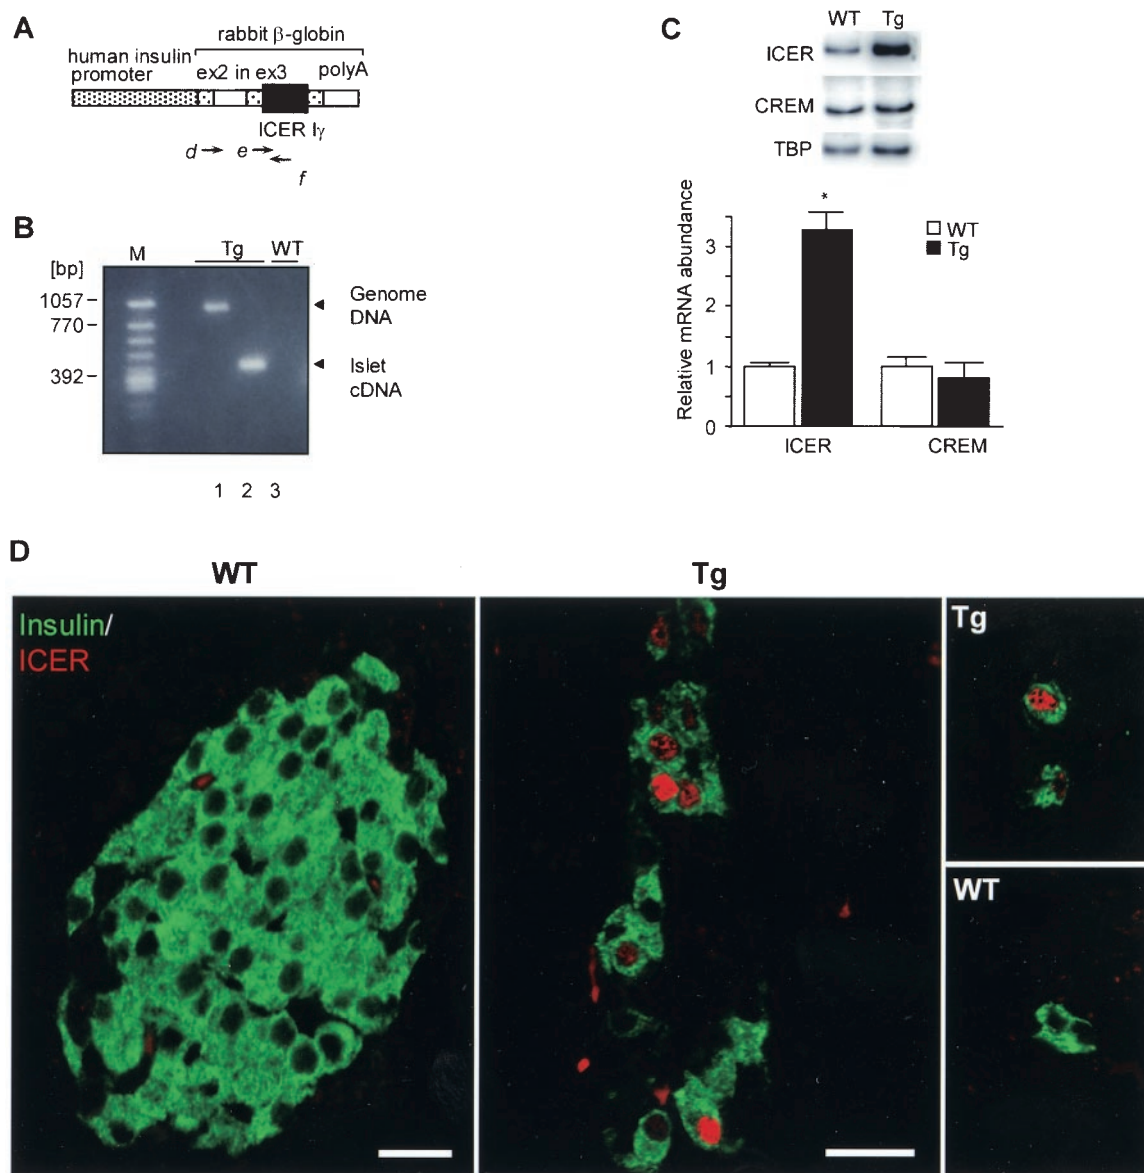 A
rabbit β-globin
human insulin
promoter
ex2 in ex3
polyA
ICER Iγ
d
e
f
B
M
Tg
WT
[bp]
1057
770
392
Genome
DNA
Islet
cDNA
1 2 3
C
WT Tg
ICER
CREM
TBP
*
Relative mRNA abundance
3
2
1
0
WT
Tg
ICER
CREM
D
WT
Tg
Insulin/
ICER
Tg
WT